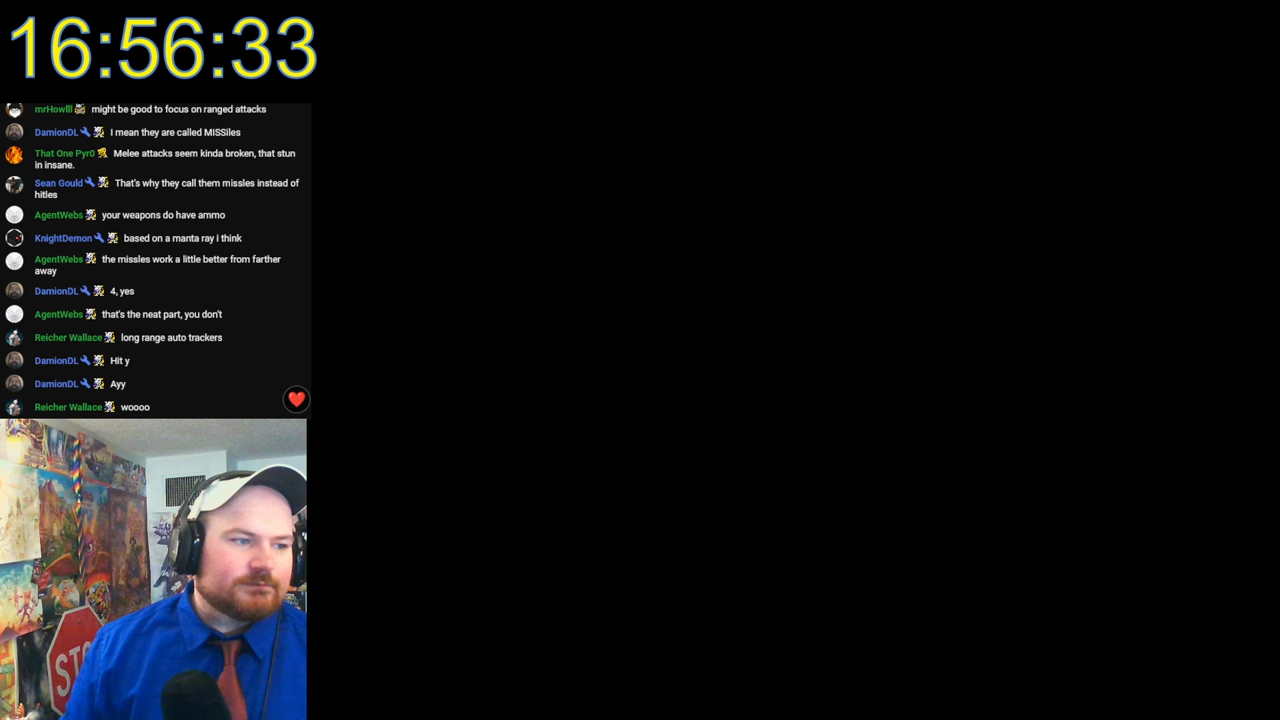 16:56:33
mrHowlll might be good to focus on ranged attacks
DamionDL I mean they are called MISSiles
That One Pyr0 Melee attacks seem kinda broken, that stun
in insane.
Sean Gould That's why they call them missles instead of
hitles
AgentWebs your weapons do have ammo
KnightDemon based on a manta ray i think
AgentWebs the missles work a little better from farther
away
DamionDL 4, yes
AgentWebs that's the neat part, you don't
Reicher Wallace long range auto trackers
DamionDL Hit y
DamionDL Ayy
Reicher Wallace woooo
STO